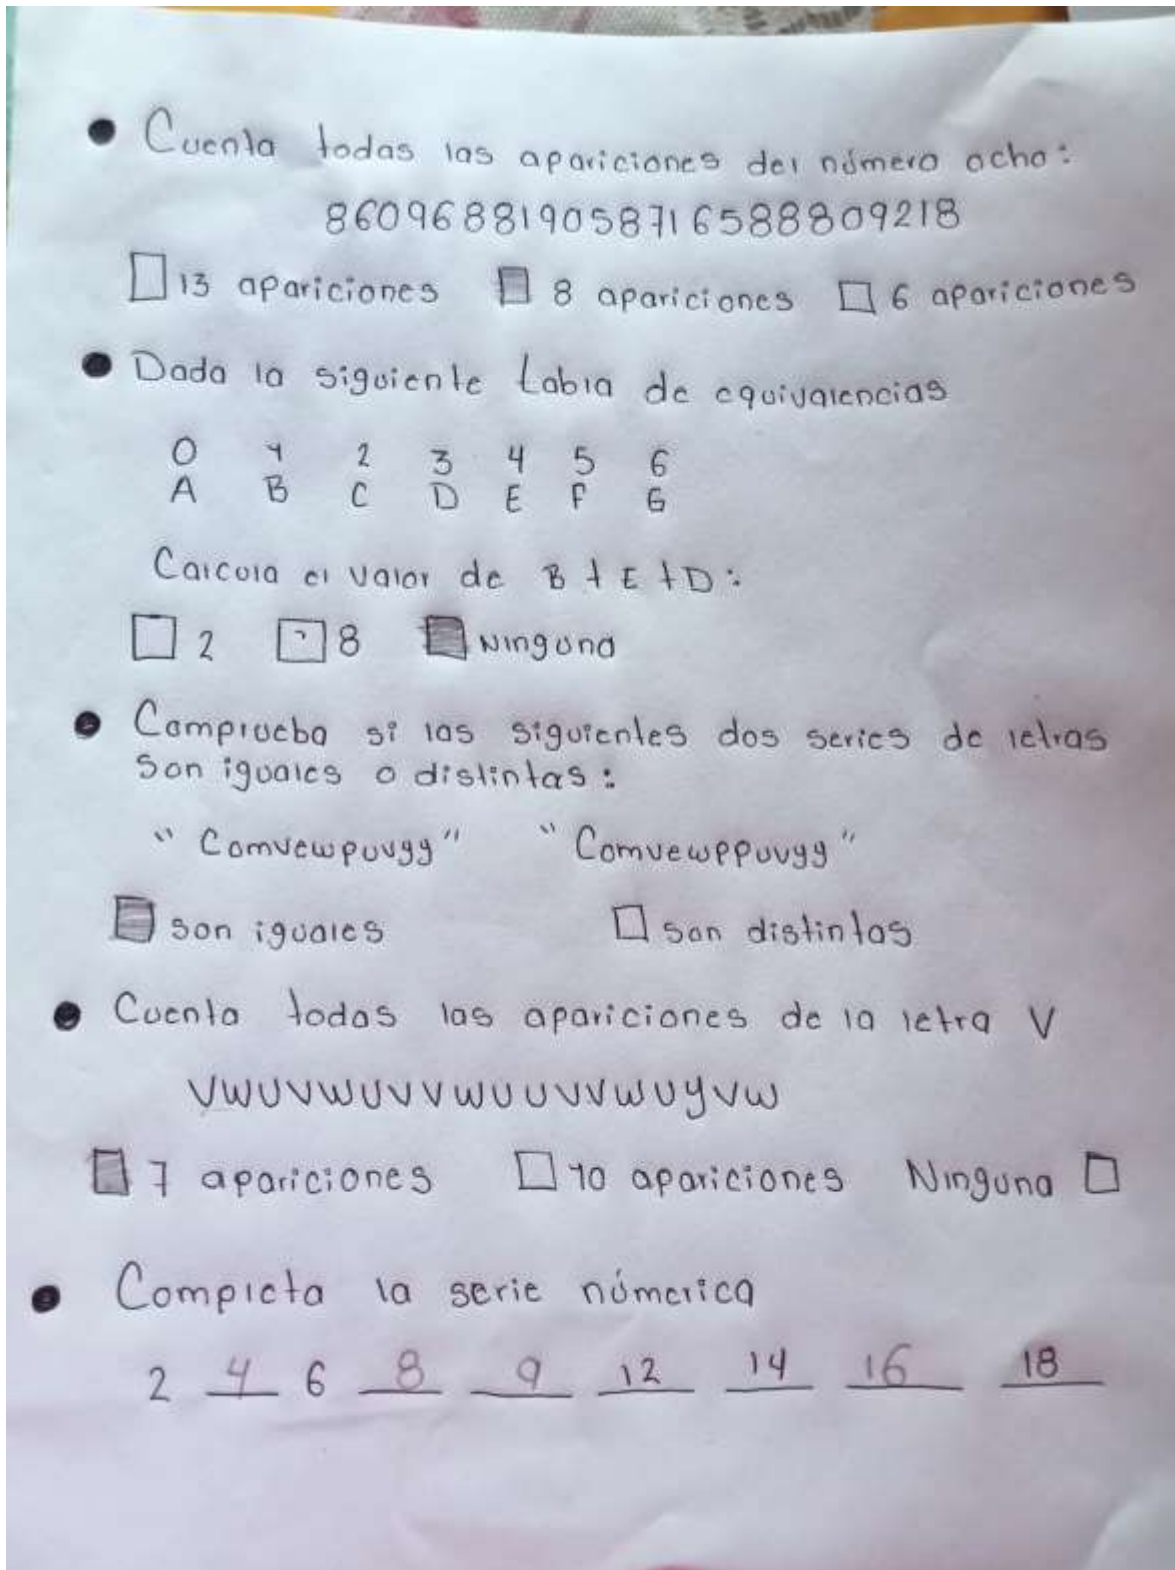 Cuenta todas las apariciones del número ocho:
8609688190587165888 09218
13 apariciones 8 apariciones 6 apariciones
Dada la siguiente tabla de equivalencias
0 1 2 3 4 5 6
A B C D E F G
Calcula el valor de B + E + D:
2 8 Ninguna
Comprueba si las siguientes dos series de letras
son iguales o distintas:
"Comvewpuvgg" "Comvewppuvgg"
son iguales son distintas
Cuenta todas las apariciones de la letra V
VWUVWUVVWUUVVWUYVW
7 apariciones 10 apariciones Ninguna
Completa la serie númerica
2 4 6 8 9 12 14 16 18